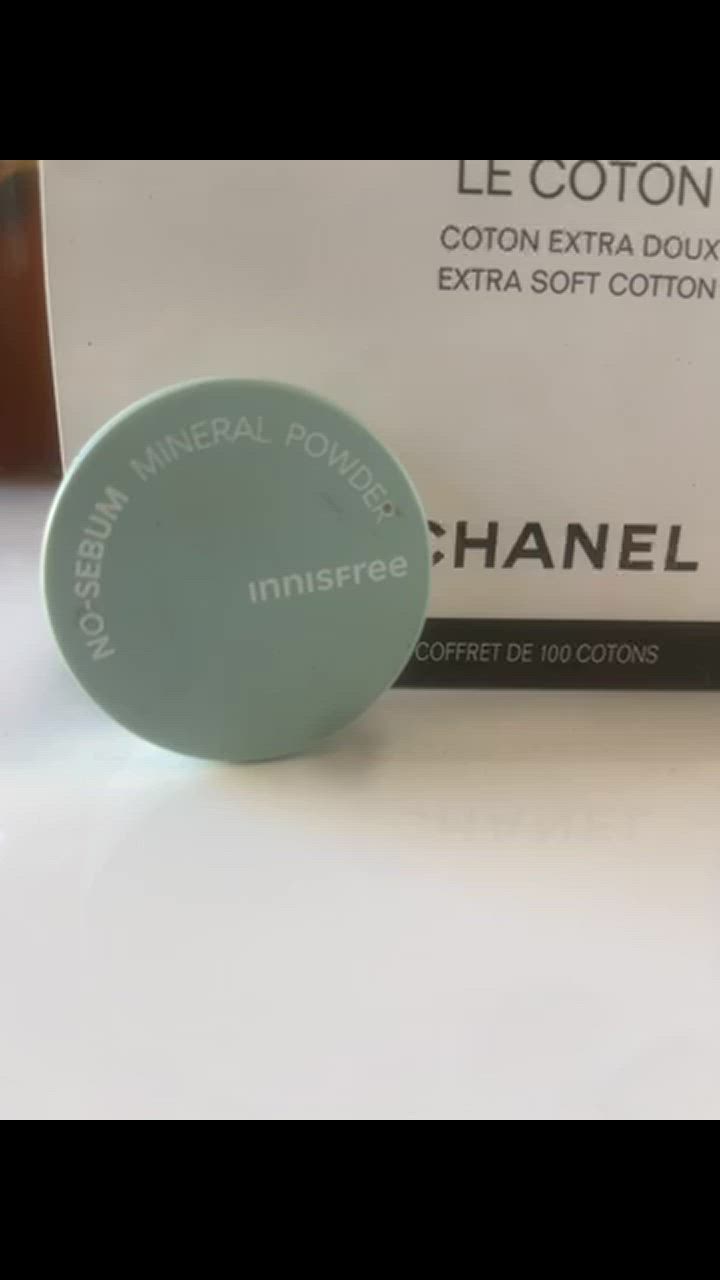 LE COTON
COTON EXTRA DOUX
EXTRA SOFT COTTON
CHANEL
COFFRET DE 100 COTONS
NO-SEBUM MINERAL POWDER
innisfree